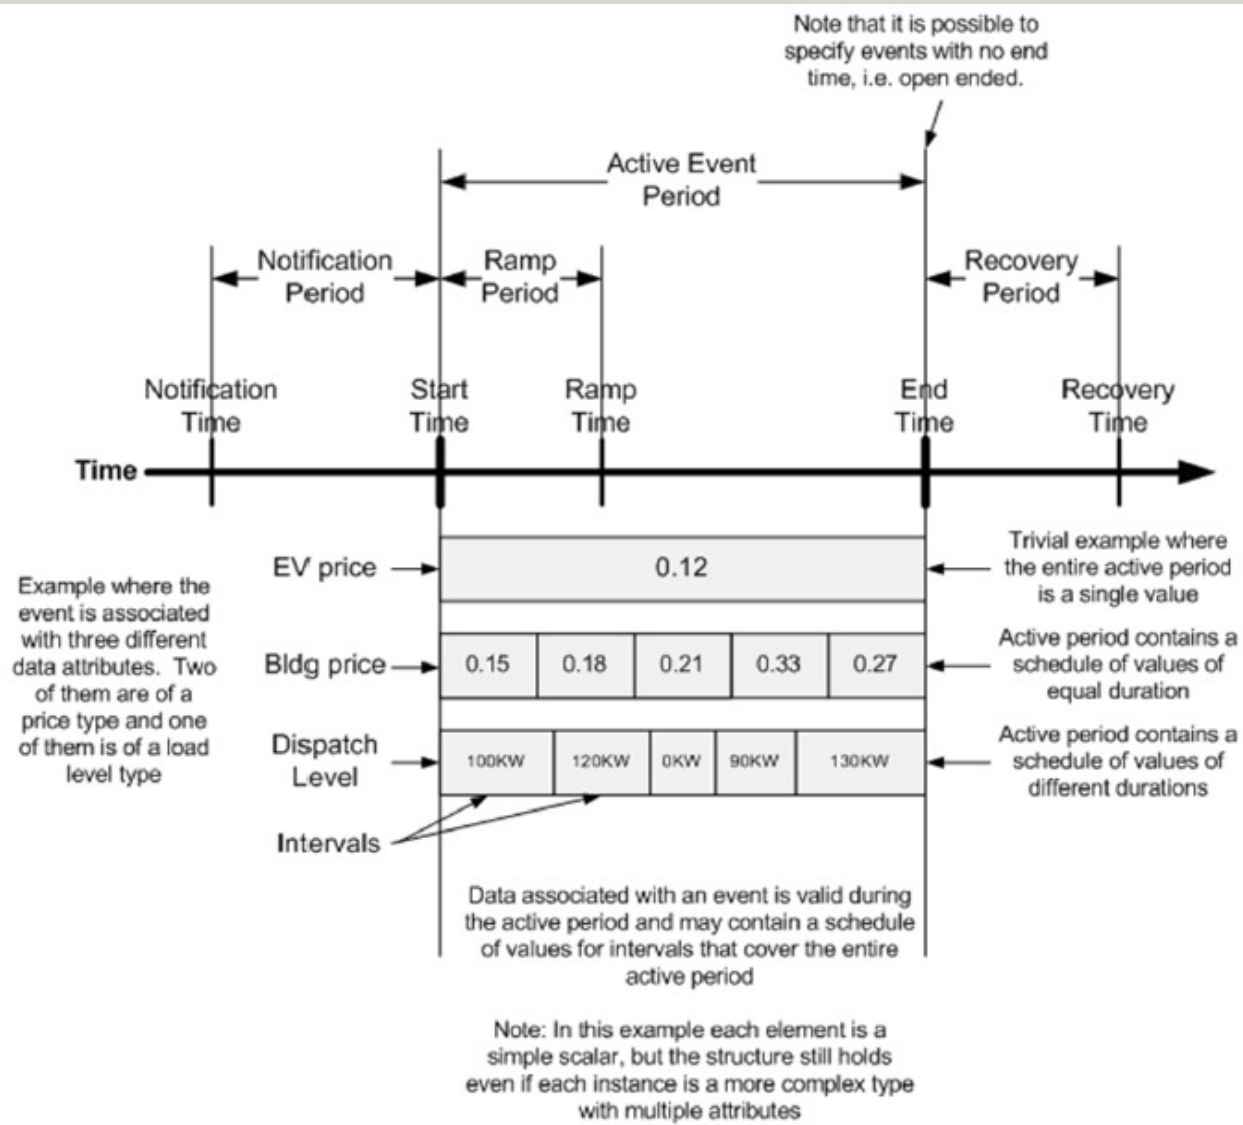 Note that it is possible to
specify events with no end
time, i.e. open ended.
Active Event
Period
Notification
Period
Ramp
Period
Recovery
Period
Notification
Time
Start
Time
Ramp
Time
End
Time
Recovery
Time
Time
EV price
0.12
Trivial example where
the entire active period
is a single value
Example where the
event is associated
with three different
data attributes. Two
of them are of a
price type and one
of them is of a load
level type
Bldg price
0.15
0.18
0.21
0.33
0.27
Active period contains a
schedule of values of
equal duration
Dispatch
Level
100KW
120KW
0KW
90KW
130KW
Active period contains a
schedule of values of
different durations
Intervals
Data associated with an event is valid during
the active period and may contain a schedule
of values for intervals that cover the entire
active period
Note: In this example each element is a
simple scalar, but the structure still holds
even if each instance is a more complex type
with multiple attributes